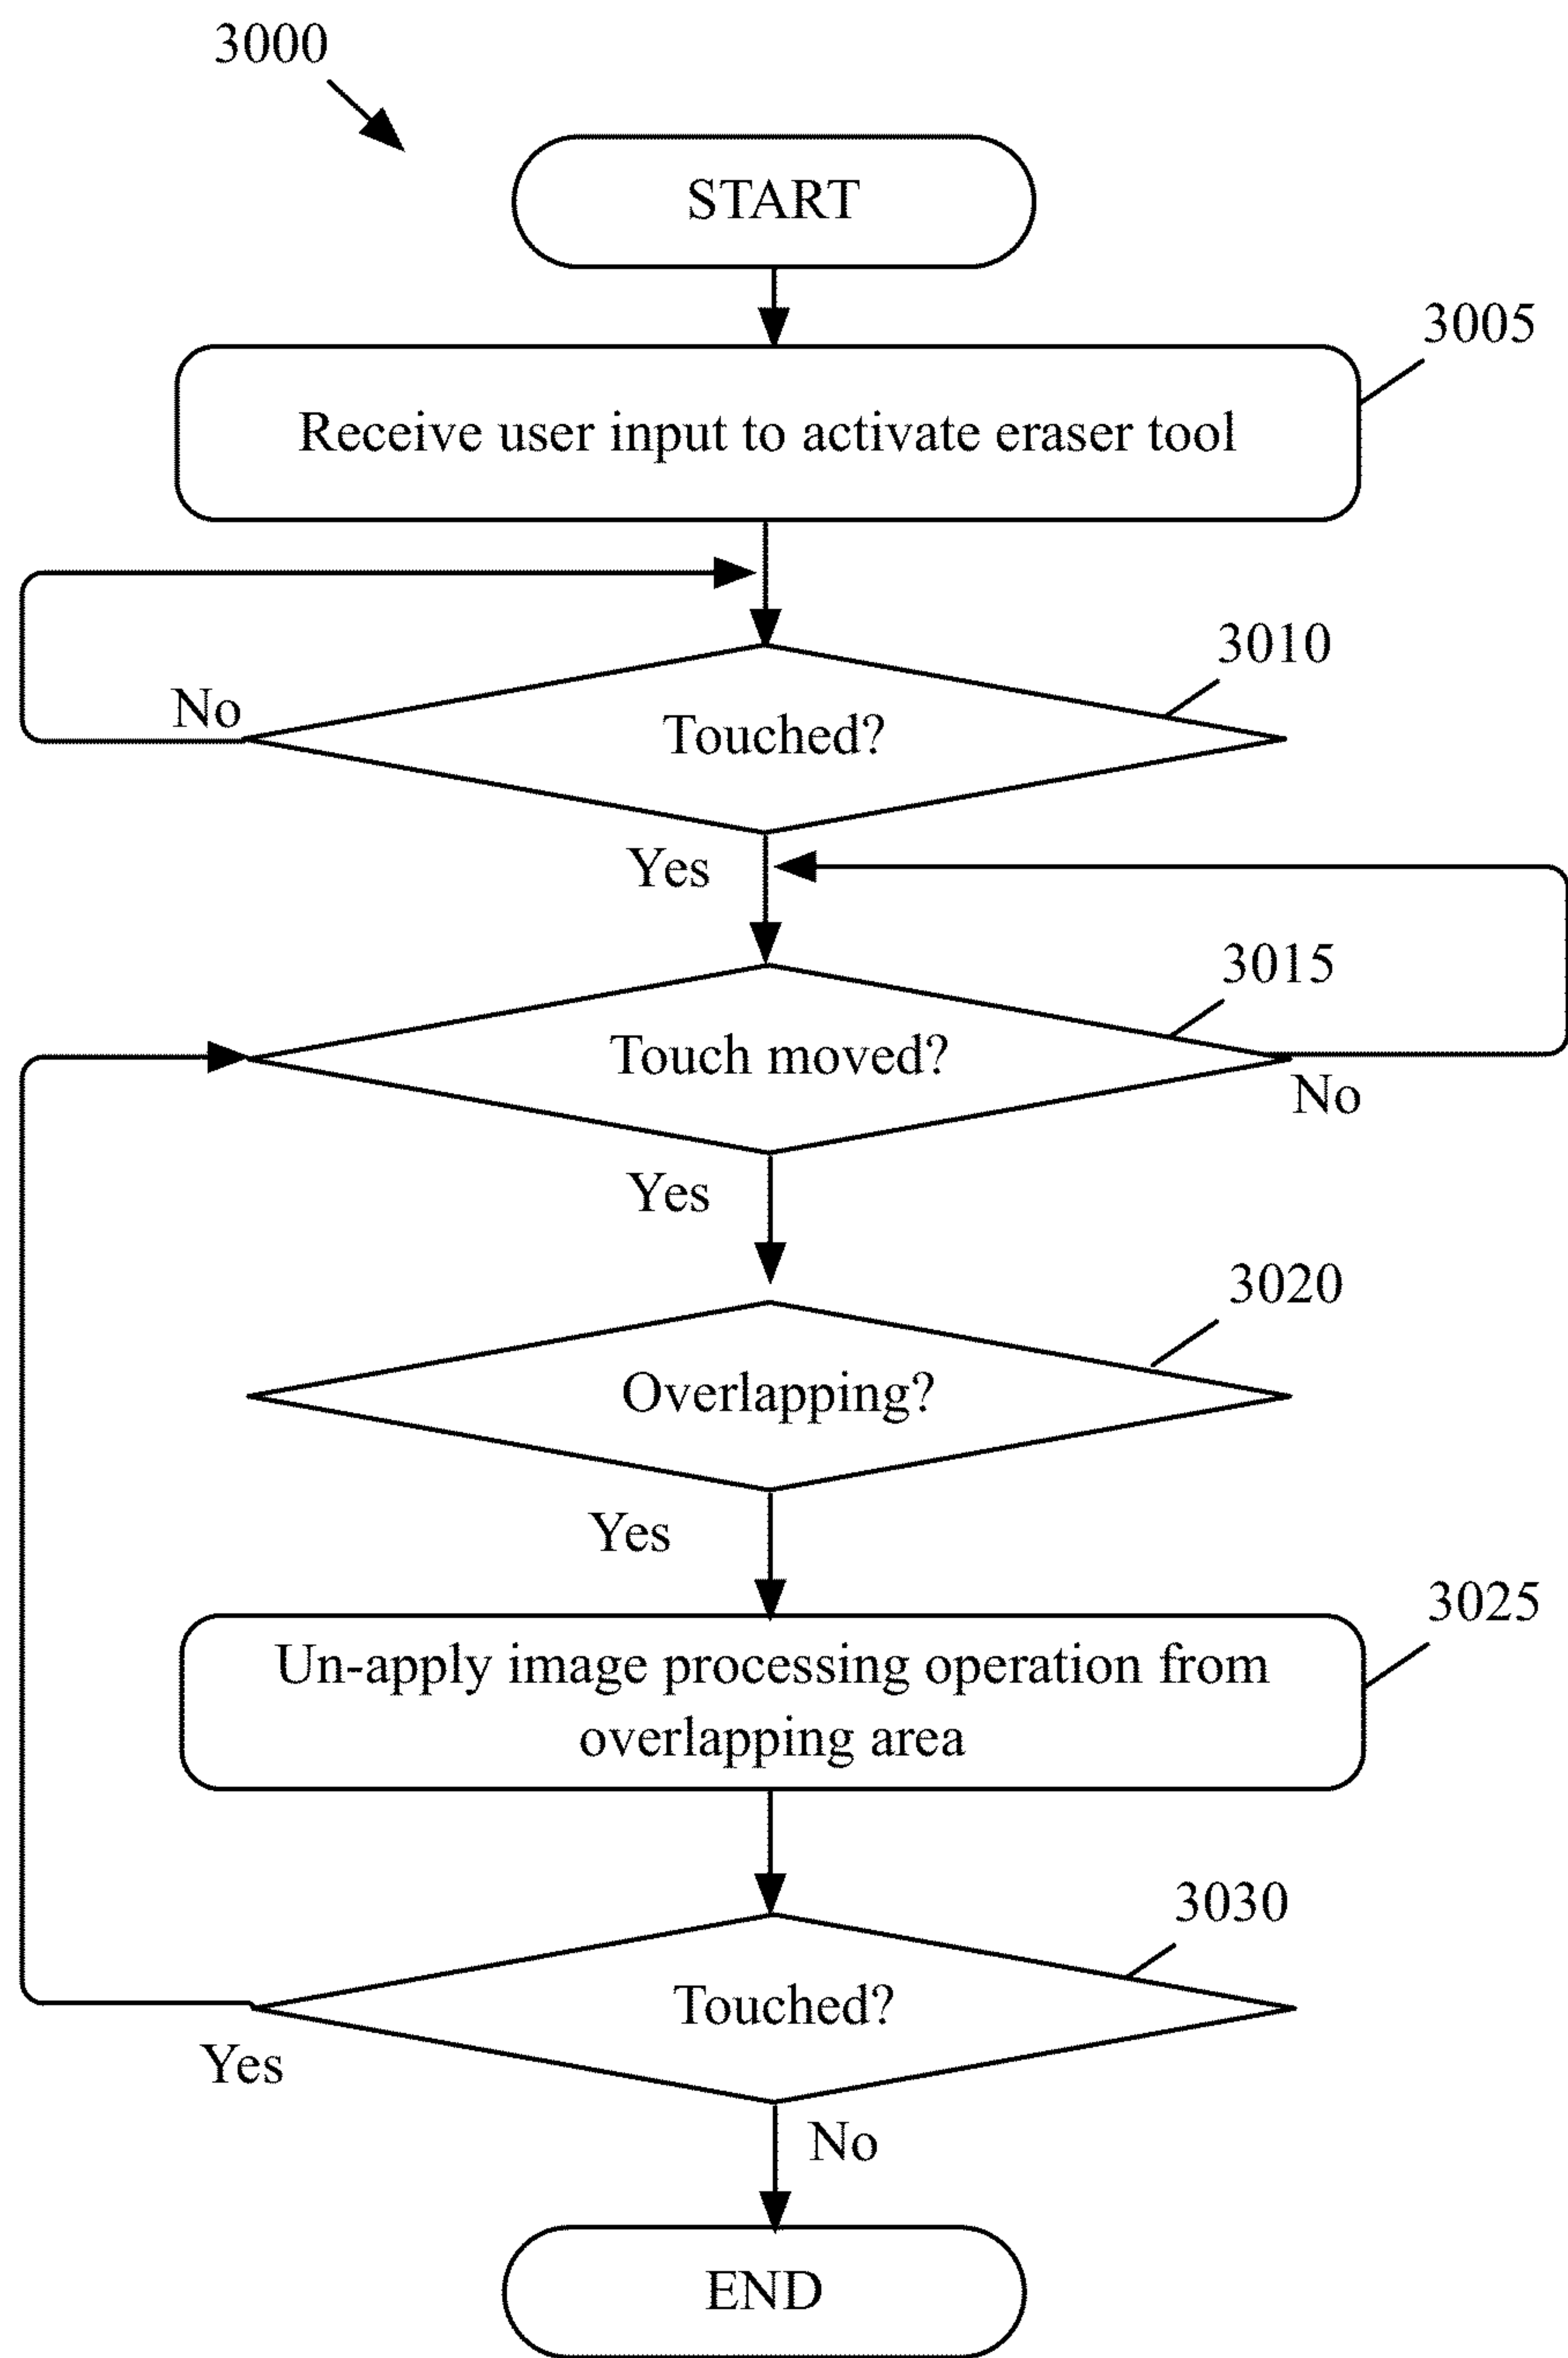 3000
START
3005
Receive user input to activate eraser tool
3010
No
Touched?
Yes
3015
Touch moved?
No
Yes
3020
Overlapping?
Yes
3025
Un-apply image processing operation from
overlapping area
3030
Touched?
Yes
No
END